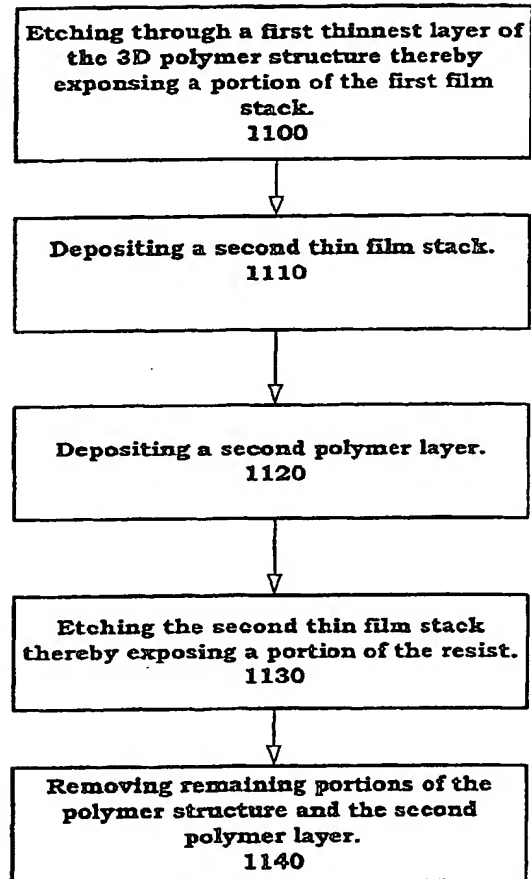 Etching through a first thinnest layer of
the 3D polymer structure thereby
exponsing a portion of the first film
stack.
1100
Depositing a second thin film stack.
1110
Depositing a second polymer layer.
1120
Etching the second thin film stack
thereby exposing a portion of the resist.
1130
Removing remaining portions of the
polymer structure and the second
polymer layer.
1140